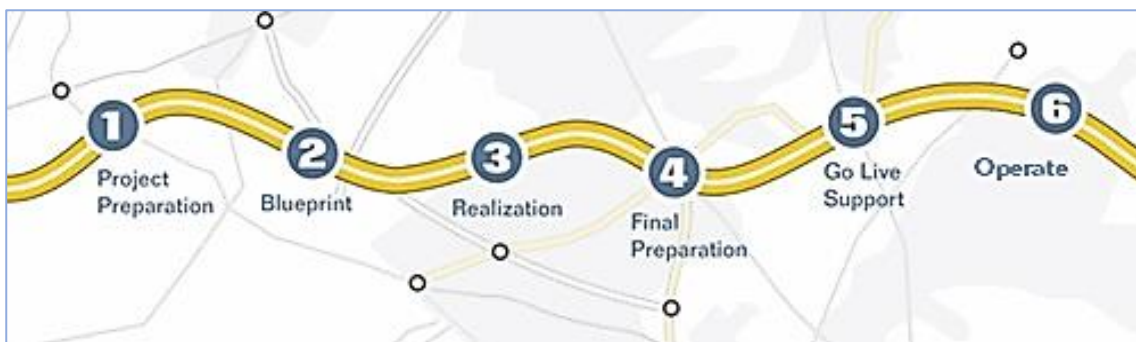 1
Project
Preparation
2
Blueprint
3
Realization
4
Final
Preparation
5
Go Live
Support
6
Operate